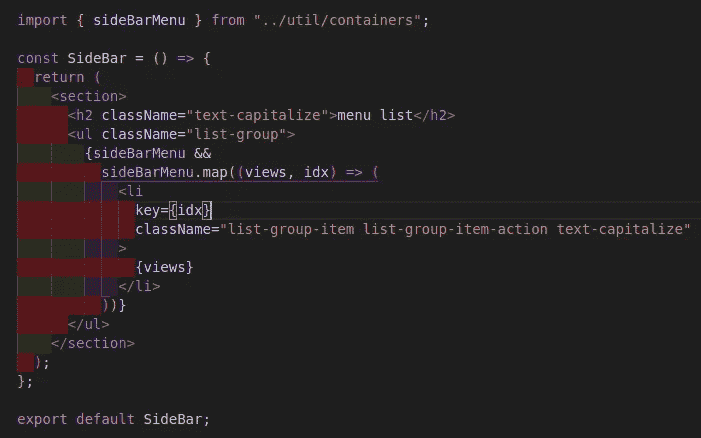 import { sideBarMenu } from "../util/containers";

const SideBar = () => {
  return (
    <section>
      <h2 className="text-capitalize">menu list</h2>
      <ul className="list-group">
        {sideBarMenu &&
          sideBarMenu.map((views, idx) => (
            <li
              key={idx}
              className="list-group-item list-group-item-action text-capitalize"
            >
              {views}
            </li>
          ))}
      </ul>
    </section>
  );
};

export default SideBar;